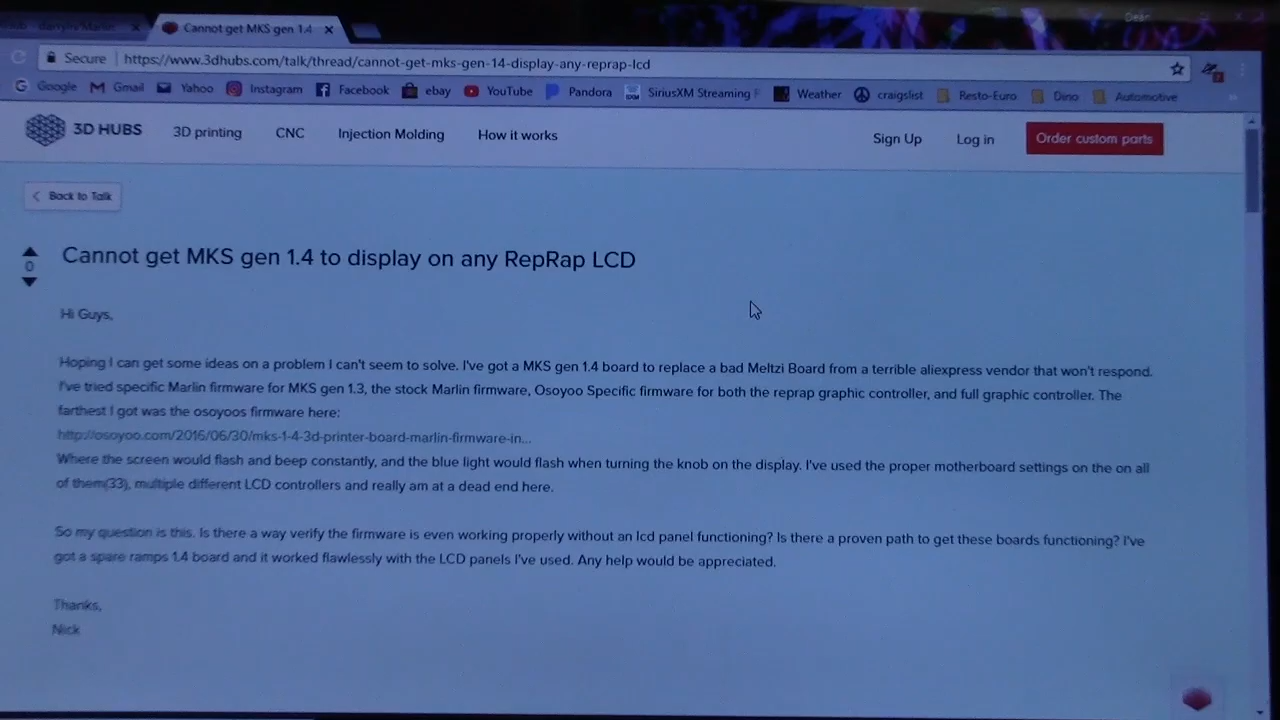 Cannot get MKS gen 1.4
Dean
Secure https://www.3dhubs.com/talk/thread/cannot-get-mks-gen-14-display-any-reprap-lcd
Google Gmail Yahoo Instagram Facebook ebay YouTube Pandora SiriusXM Streaming Weather craigslist Resto-Euro Dino Automotive
3D HUBS 3D printing CNC Injection Molding How it works Sign Up Log in Order custom parts
Back to Talk
Cannot get MKS gen 1.4 to display on any RepRap LCD
0
Hi Guys,
Hoping I can get some ideas on a problem I can't seem to solve. I've got a MKS gen 1.4 board to replace a bad Meltzi Board from a terrible aliexpress vendor that won't respond.
I've tried specific Marlin firmware for MKS gen 1.3, the stock Marlin firmware, Osoyoo Specific firmware for both the reprap graphic controller, and full graphic controller. The
farthest I got was the osoyoos firmware here:
http://osoyoo.com/2016/06/30/mks-1-4-3d-printer-board-marlin-firmware-in...
Where the screen would flash and beep constantly, and the blue light would flash when turning the knob on the display. I've used the proper motherboard settings on the on all
of them(33), multiple different LCD controllers and really am at a dead end here.
So my question is this. Is there a way verify the firmware is even working properly without an lcd panel functioning? Is there a proven path to get these boards functioning? I've
got a spare ramps 1.4 board and it worked flawlessly with the LCD panels I've used. Any help would be appreciated.
Thanks,
Nick